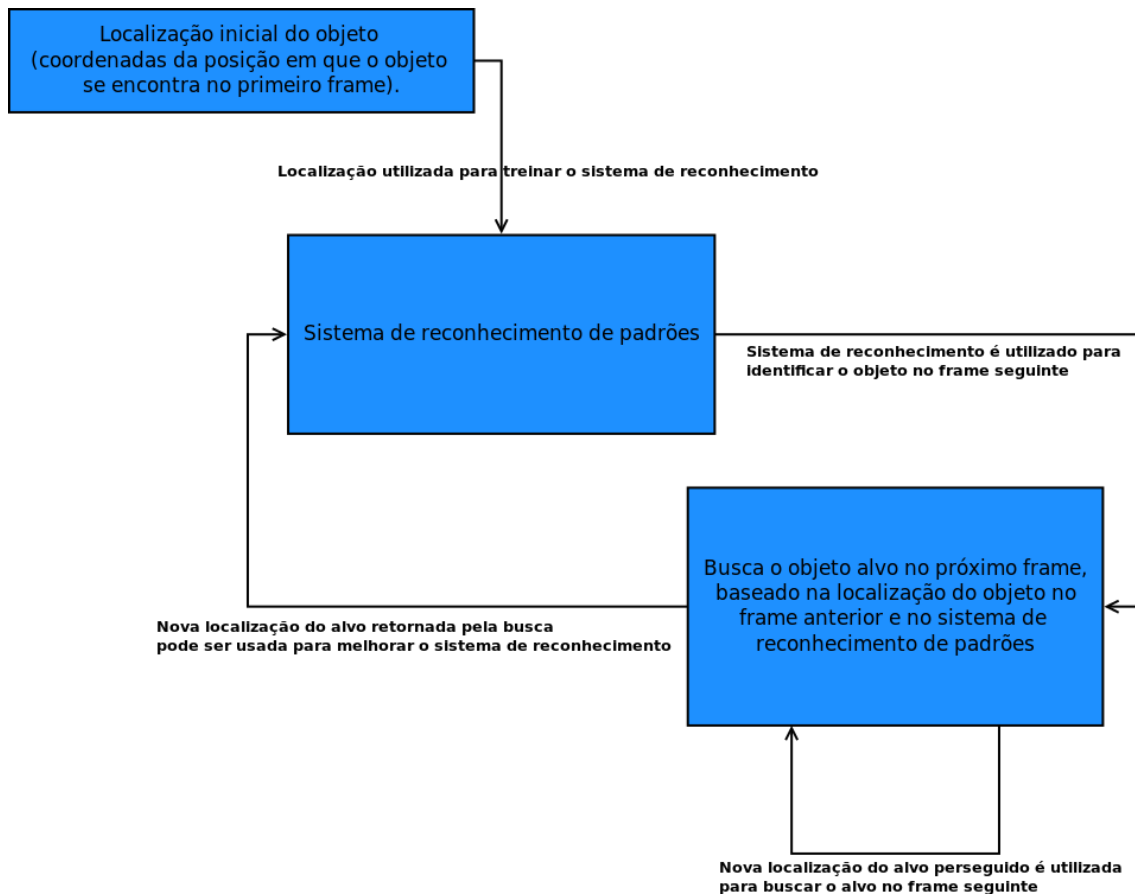 Localização inicial do objeto
(coordenadas da posição em que o objeto
se encontra no primeiro frame).
Localização utilizada para treinar o sistema de reconhecimento
Sistema de reconhecimento de padrões
Sistema de reconhecimento é utilizado para
identificar o objeto no frame seguinte
Busca o objeto alvo no próximo frame,
baseado na localização do objeto no
frame anterior e no sistema de
reconhecimento de padrões
Nova localização do alvo retornada pela busca
pode ser usada para melhorar o sistema de reconhecimento
Nova localização do alvo perseguido é utilizada
para buscar o alvo no frame seguinte